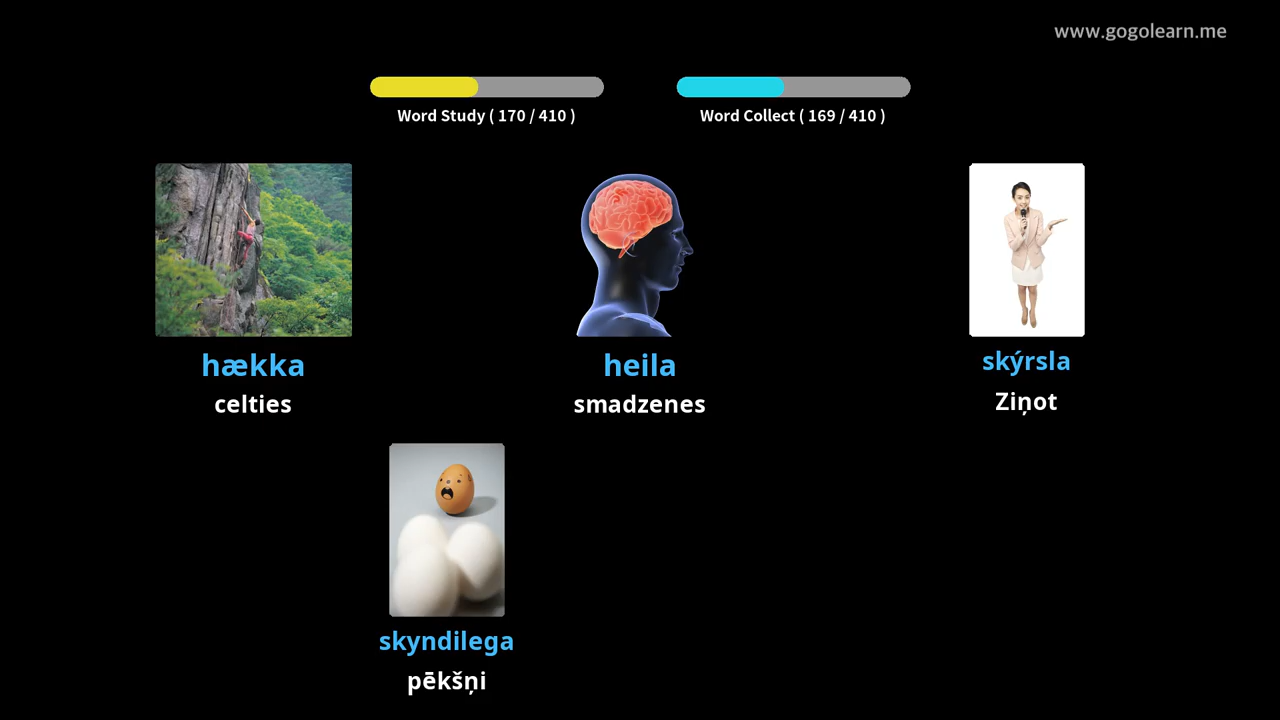 www.gogolearn.me
Word Study ( 170 / 410 )
Word Collect ( 169 / 410 )
hækka
celties
heila
smadzenes
skýrsla
Ziņot
skyndilega
pēkšņi